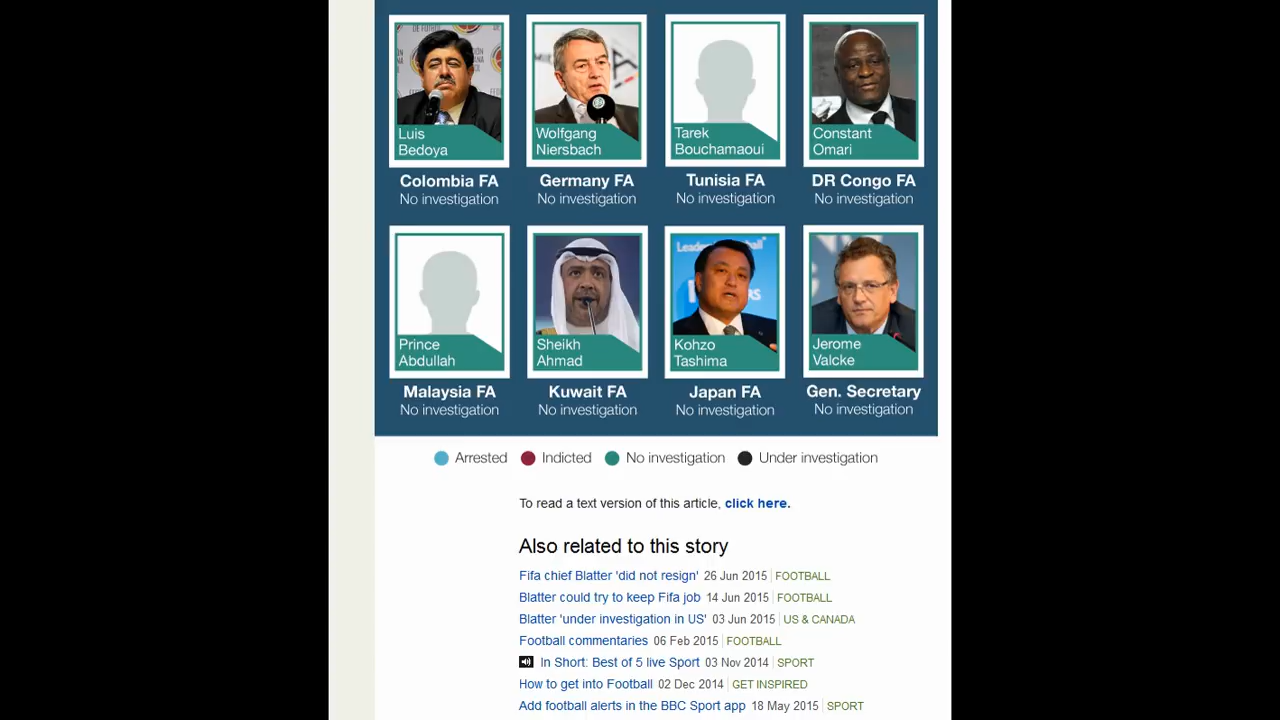 Luis
Bedoya
Wolfgang
Niersbach
Tarek
Bouchamaoui
Constant
Omari
Colombia FA
Germany FA
Tunisia FA
DR Congo FA
No investigation
No investigation
No investigation
No investigation
Prince
Abdullah
Sheikh
Ahmad
Kohzo
Tashima
Jerome
Valcke
Malaysia FA
Kuwait FA
Japan FA
Gen. Secretary
No investigation
No investigation
No investigation
No investigation
Arrested Indicted No investigation Under investigation
To read a text version of this article, click here.
Also related to this story
Fifa chief Blatter 'did not resign' 26 Jun 2015 FOOTBALL
Blatter could try to keep Fifa job 14 Jun 2015 FOOTBALL
Blatter 'under investigation in US' 03 Jun 2015 US & CANADA
Football commentaries 06 Feb 2015 FOOTBALL
In Short: Best of 5 live Sport 03 Nov 2014 SPORT
How to get into Football 02 Dec 2014 GET INSPIRED
Add football alerts in the BBC Sport app 18 May 2015 SPORT